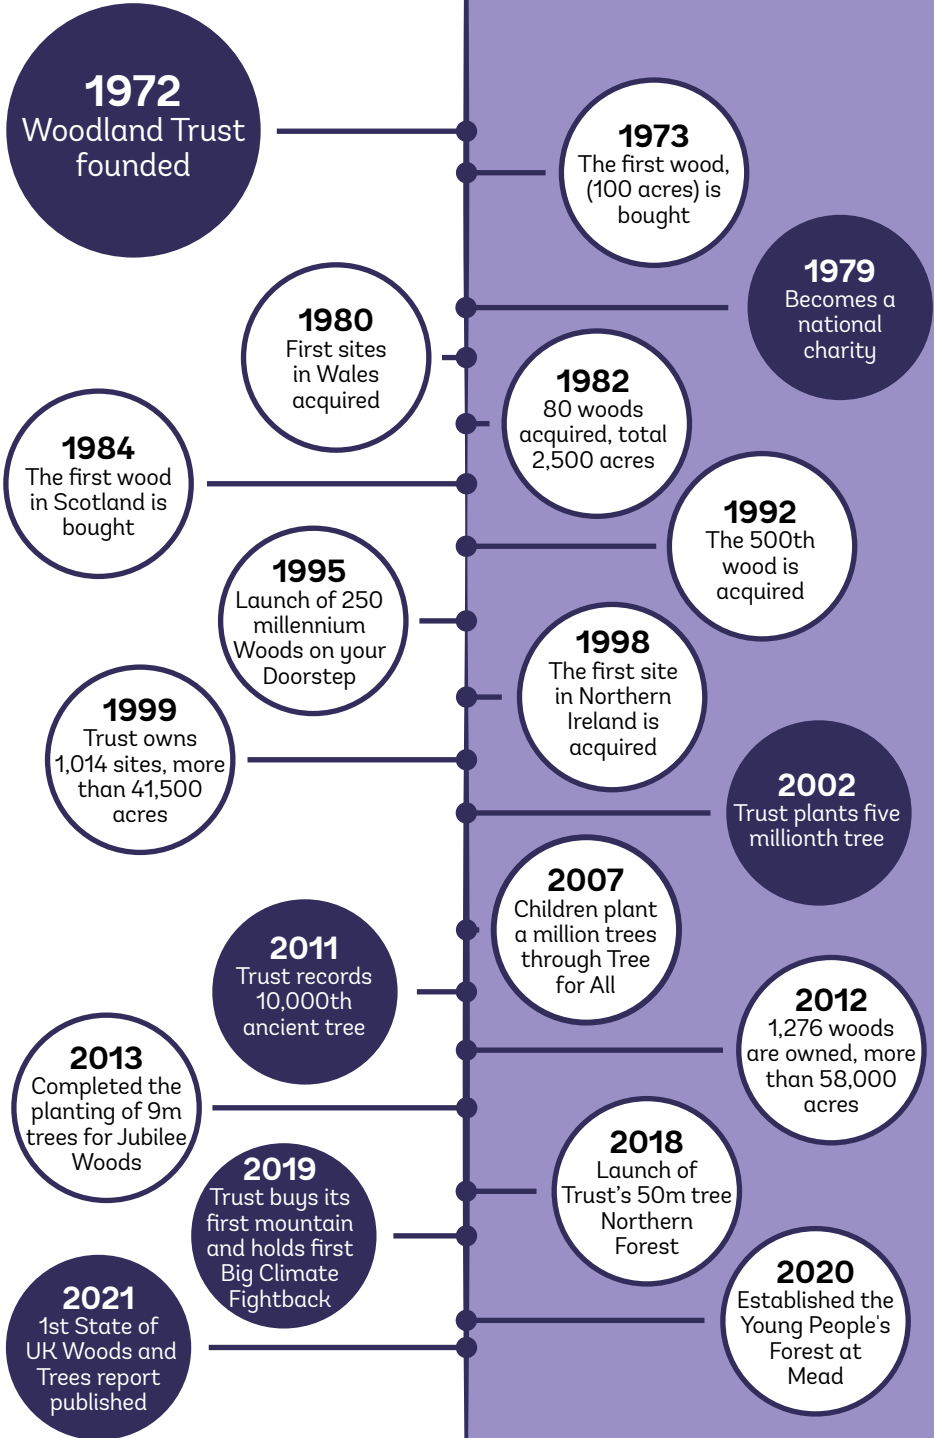 1972
Woodland Trust
founded
1973
The first wood,
(100 acres) is
bought
1979
Becomes a
national
charity
1980
First sites
in Wales
acquired
1982
80 woods
acquired, total
2,500 acres
1984
The first wood
in Scotland is
bought
1992
The 500th
wood is
acquired
1995
Launch of 250
millennium
Woods on your
Doorstep
1998
The first site
in Northern
Ireland is
acquired
1999
Trust owns
1,014 sites, more
than 41,500
acres
2002
Trust plants five
millionth tree
2007
Children plant
a million trees
through Tree
for All
2011
Trust records
10,000th
ancient tree
2012
1,276 woods
are owned, more
than 58,000
acres
2013
Completed the
planting of 9m
trees for Jubilee
Woods
2018
Launch of
Trust's 50m tree
Northern
Forest
2019
Trust buys its
first mountain
and holds first
Big Climate
Fightback
2020
Established the
Young People's
Forest at
Mead
2021
1st State of
UK Woods and
Trees report
published